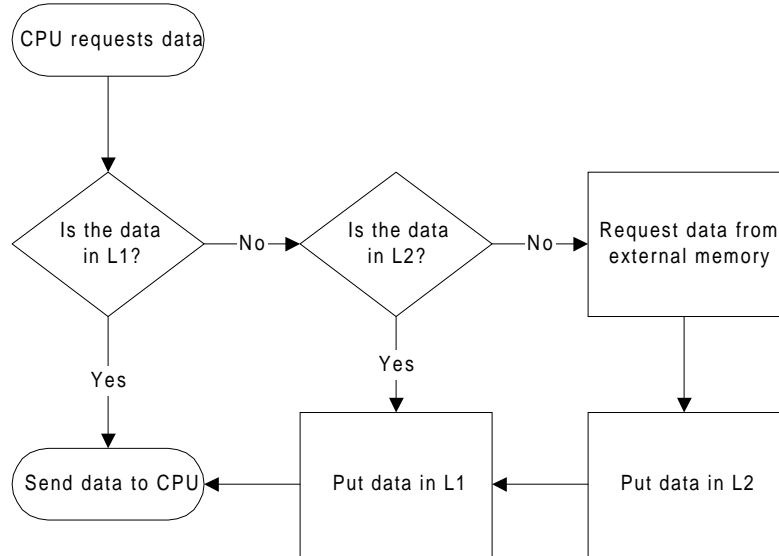 CPU requests data
Is the data
in L1?
No
Is the data
in L2?
No
Request data from
external memory
Yes
Yes
Send data to CPU
Put data in L1
Put data in L2